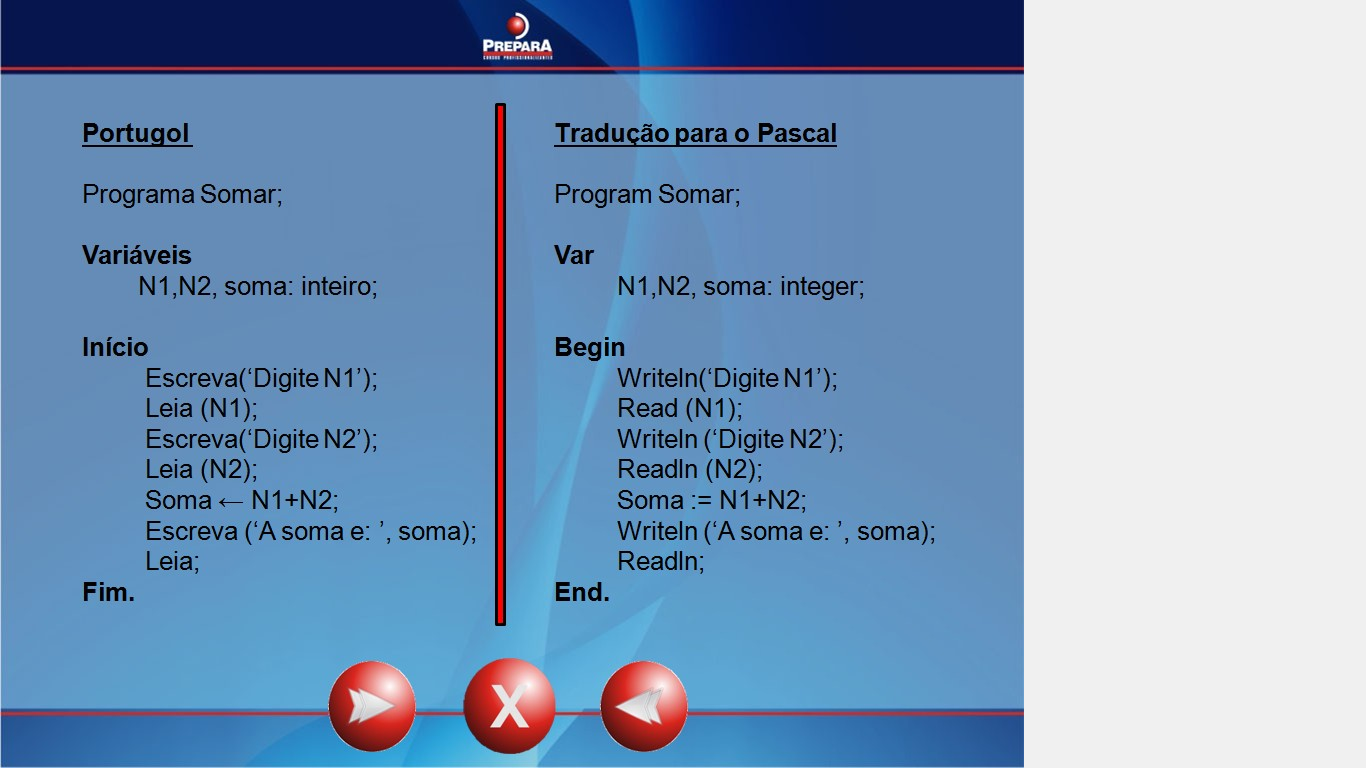 PREPARA
CURSOS PROFISSIONALIZANTES
Portugol
Programa Somar;
Variáveis
N1,N2, soma: inteiro;
Início
Escreva(‘Digite N1’);
Leia (N1);
Escreva(‘Digite N2’);
Leia (N2);
Soma ← N1+N2;
Escreva (‘A soma e: ’, soma);
Leia;
Fim.
Tradução para o Pascal
Program Somar;
Var
N1,N2, soma: integer;
Begin
Writeln(‘Digite N1’);
Read (N1);
Writeln (‘Digite N2’);
Readln (N2);
Soma := N1+N2;
Writeln (‘A soma e: ’, soma);
Readln;
End.
X